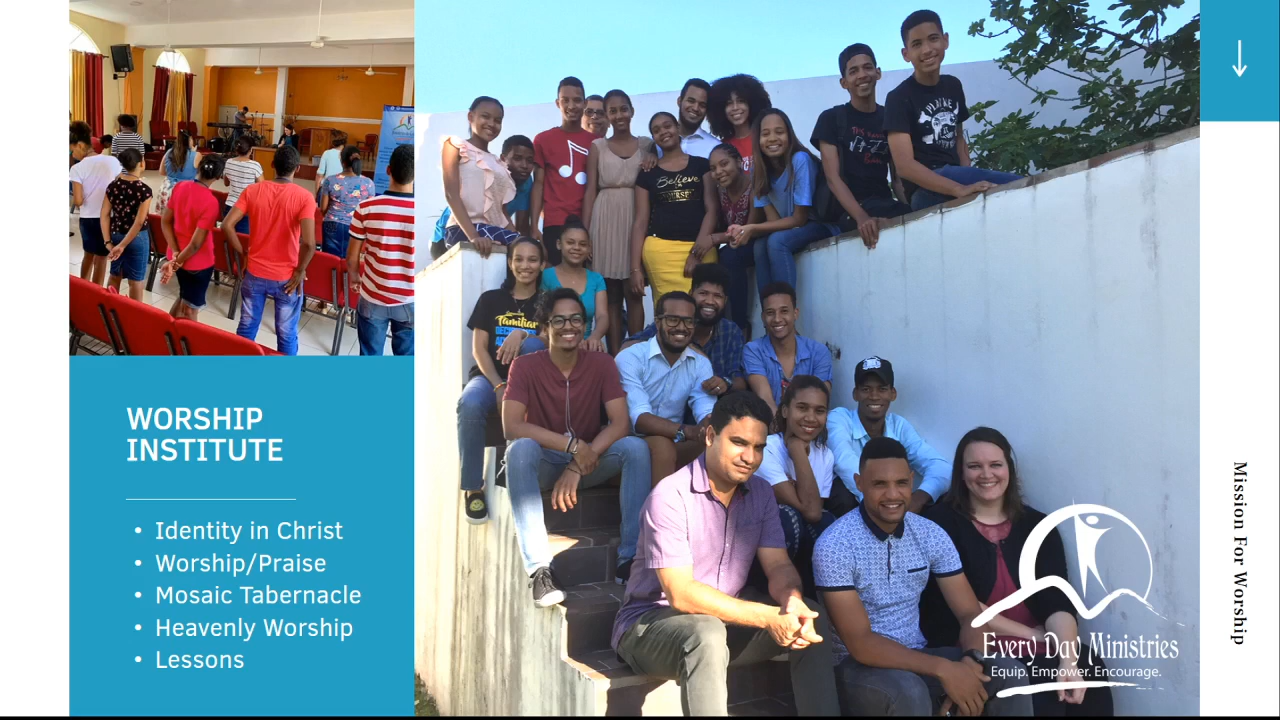 WORSHIP
INSTITUTE
• Identity in Christ
• Worship/Praise
• Mosaic Tabernacle
• Heavenly Worship
• Lessons
Believe
Familiar
Every Day Ministries
Equip. Empower. Encourage.
Mission For Worship